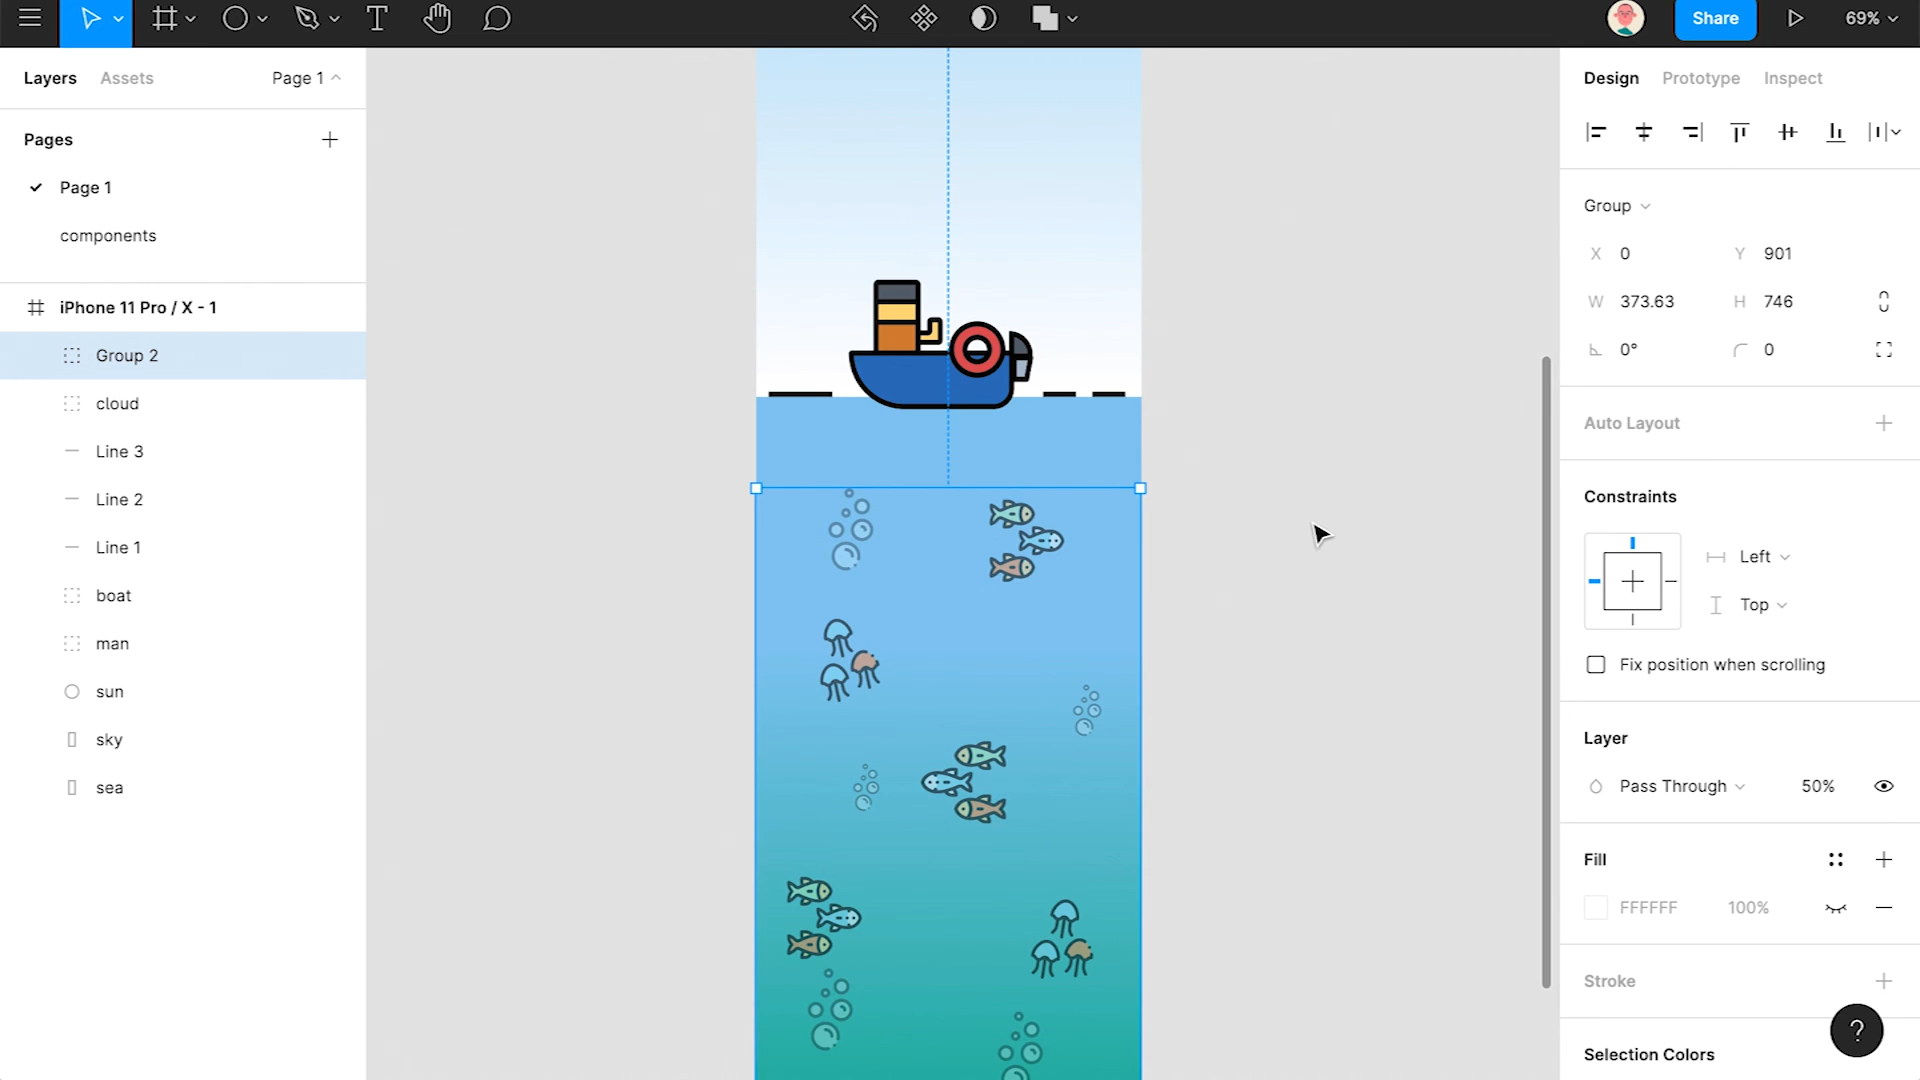 Share
69%
Layers
Assets
Page 1
Pages
Page 1
components
iPhone 11 Pro / X - 1
Group 2
cloud
Line 3
Line 2
Line 1
boat
man
sun
sky
sea
Design
Prototype
Inspect
Group
X 0 Y 901
W 373.63 H 746
0° 0
Auto Layout
Constraints
Left
Top
Fix position when scrolling
Layer
Pass Through 50%
Fill
FFFFFF 100%
Stroke
?
Selection Colors